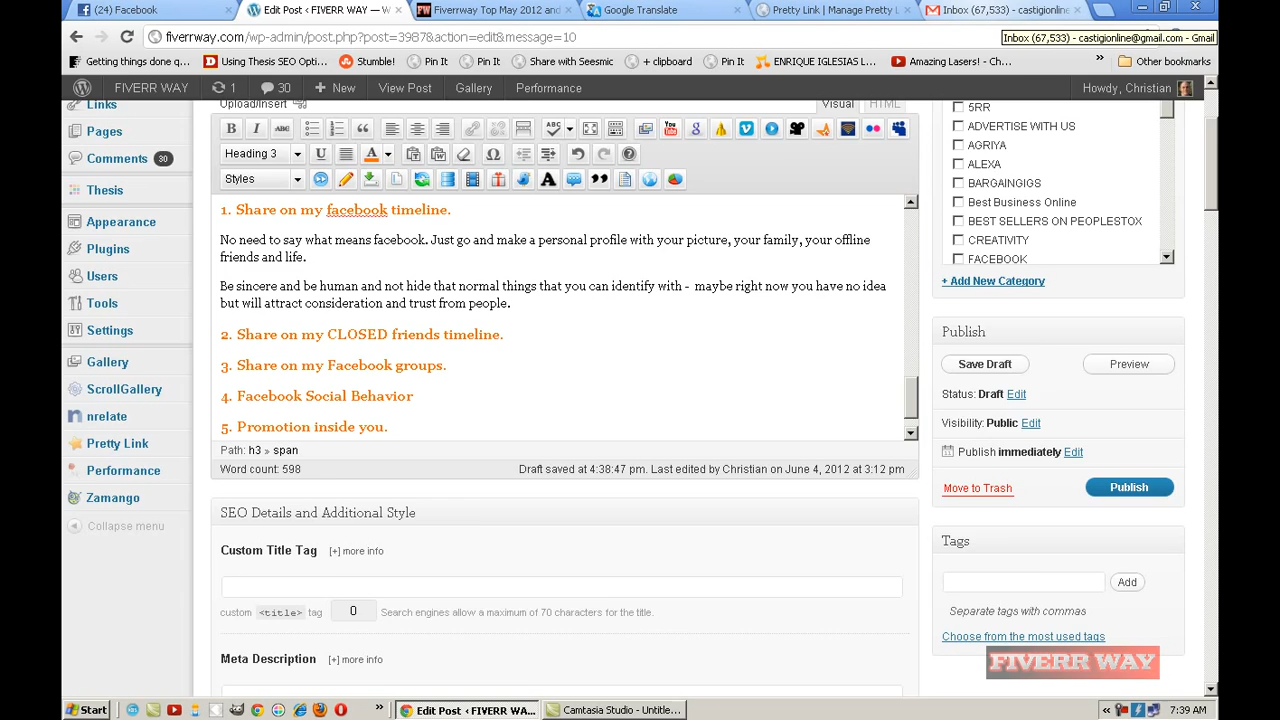 (24) Facebook
Edit Post ‹ FIVERR WAY — W
Fiverrway Top May 2012 and
Google Translate
Pretty Link | Manage Pretty L
Inbox (67,533) - castigionline@
fiverrway.com/wp-admin/post.php?post=3987&action=edit&message=10
Inbox (67,533) - castigionline@gmail.com - Gmail
Getting things done q...
Using Thesis SEO Opti...
Stumble!
Pin It
Pin It
Share with Seesmic
+ clipboard
Pin It
ENRIQUE IGLESIAS L...
Amazing Lasers! - Ch...
»
Other bookmarks
FIVERR WAY
1
30
+ New
View Post
Gallery
Performance
Howdy, Christian
Links
Pages
Comments 30
Thesis
Appearance
Plugins
Users
Tools
Settings
Gallery
ScrollGallery
nrelate
Pretty Link
Performance
Zamango
Collapse menu
Upload/Insert
Visual
HTML
B I ABC
ABC
Heading 3
U
A
Ω
Styles
A
1. Share on my facebook timeline.
No need to say what means facebook. Just go and make a personal profile with your picture, your family, your offline
friends and life.
Be sincere and be human and not hide that normal things that you can identify with - maybe right now you have no idea
but will attract consideration and trust from people.
2. Share on my CLOSED friends timeline.
3. Share on my Facebook groups.
4. Facebook Social Behavior
5. Promotion inside you.
Path: h3 » span
Word count: 598
Draft saved at 4:38:47 pm. Last edited by Christian on June 4, 2012 at 3:12 pm
SEO Details and Additional Style
Custom Title Tag [+] more info
custom <title> tag 0 Search engines allow a maximum of 70 characters for the title.
Meta Description [+] more info
5RR
ADVERTISE WITH US
AGRIYA
ALEXA
BARGAINGIGS
Best Business Online
BEST SELLERS ON PEOPLESTOX
CREATIVITY
FACEBOOK
+ Add New Category
Publish
Save Draft
Preview
Status: Draft Edit
Visibility: Public Edit
Publish immediately Edit
Move to Trash
Publish
Tags
Add
Separate tags with commas
Choose from the most used tags
FIVERR WAY
Start
»
Edit Post ‹ FIVERR WA...
Camtasia Studio - Untitle...
«
7:39 AM